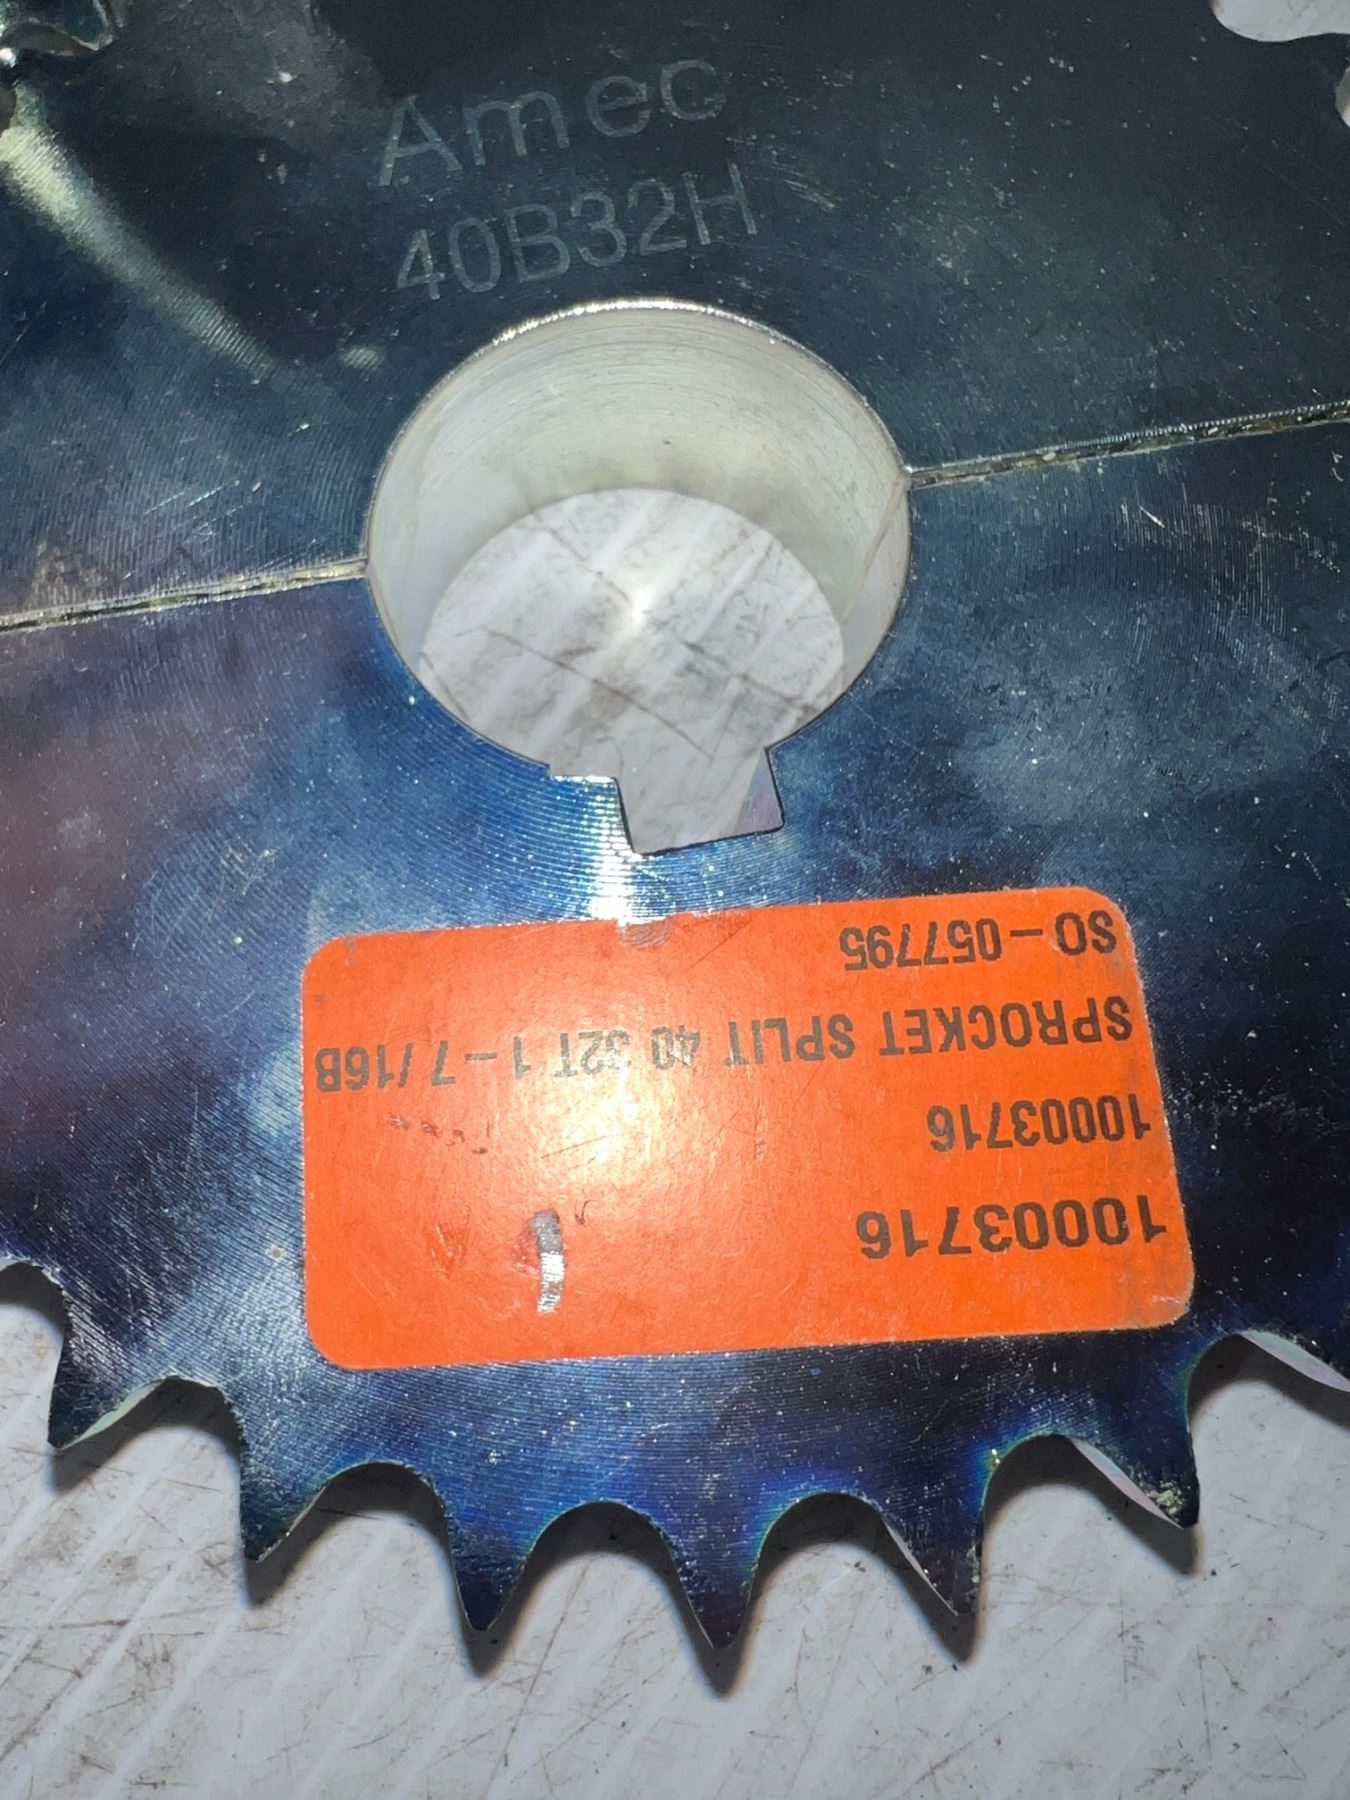 Amec
40B32H
SO-057795
SPROCKET SPLIT 40 32T 1-7/16B
10003716
10003716